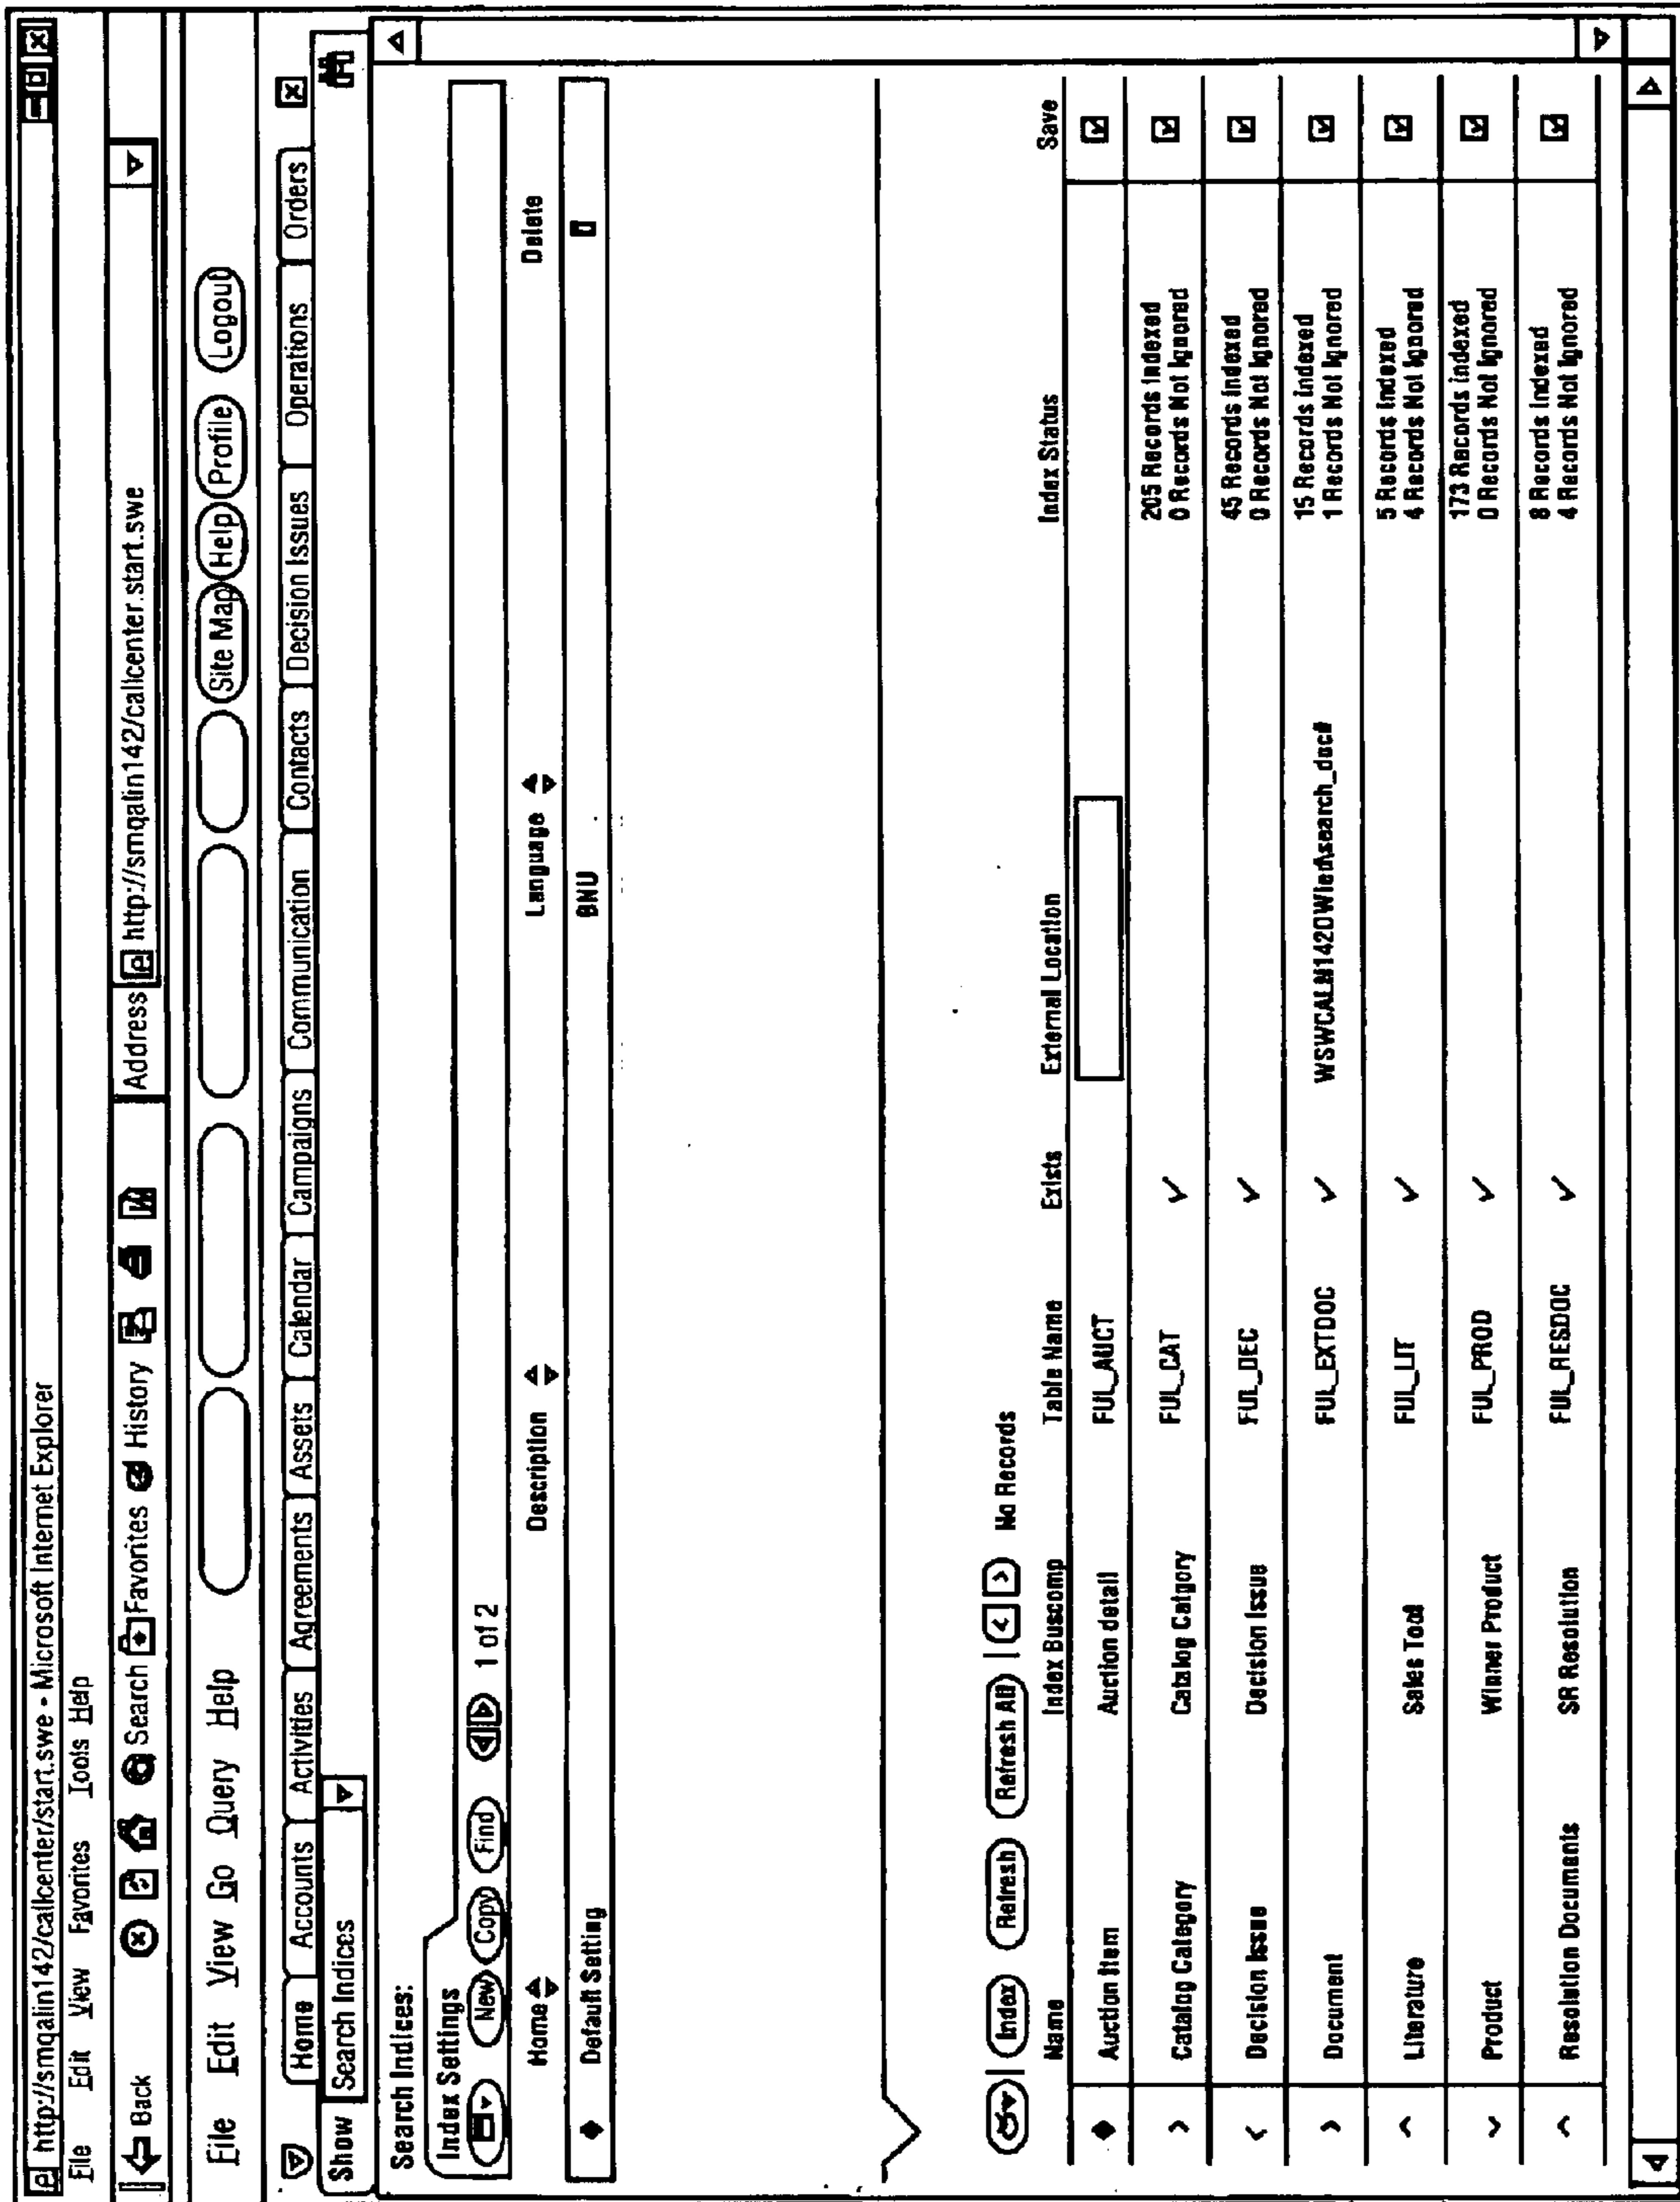 http://smqalin142/callcenter/start.swe - Microsoft Internet Explorer
File Edit View Favorites Tools Help
Back Search Favorites History Address http://smqalin142/callcenter.start.swe
File Edit View Go Query Help Site Map Help Profile Logout
Home Accounts Activities Agreements Assets Calendar Campaigns Communication Contacts Decision Issues Operations Orders
Show Search Indices
Search Indices:
Index Settings
New Copy Find 1 of 2
Home Description Language Delete
Default Setting
Index Refresh Refresh All No Records
Name Index Buscomp Table Name Exists External Location Index Status Save
Auction Item Auction detail FUL_AUCT
Catalog Category Catalog Catgory FUL_CAT 205 Records Indexed
0 Records Not Ignored
Decision Issue Decision Issue FUL_DEC 45 Records Indexed
0 Records Not Ignored
Document FUL_EXTDOC 15 Records Indexed
1 Records Not Ignored
Literature Sales Tool FUL_LIT 5 Records Indexed
4 Records Not Ignored
Product Winner Product FUL_PROD 173 Records Indexed
0 Records Not Ignored
Resolution Documents SR Resolution FUL_RESDOC 8 Records Indexed
4 Records Not Ignored